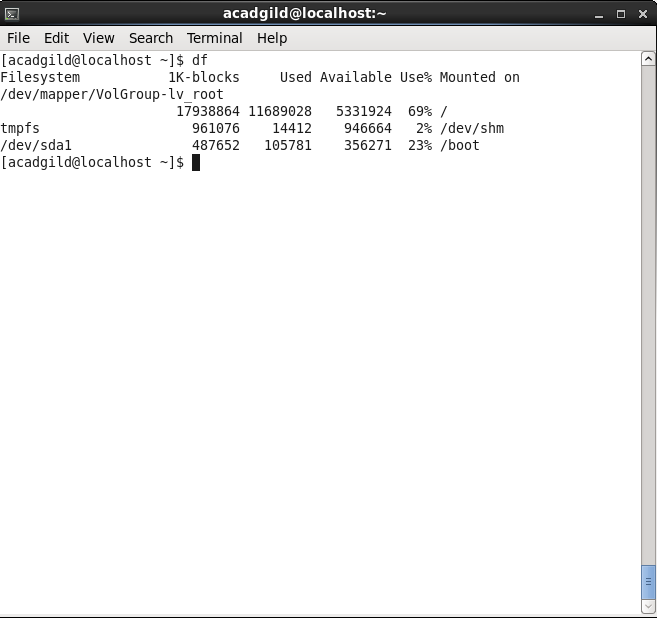 acadgild@localhost:~
File Edit View Search Terminal Help
[acadgild@localhost ~]$ df
Filesystem           1K-blocks     Used Available Use% Mounted on
/dev/mapper/VolGroup-lv_root
                      17938864 11689028   5331924  69% /
tmpfs                   961076    14412    946664   2% /dev/shm
/dev/sda1               487652   105781    356271  23% /boot
[acadgild@localhost ~]$